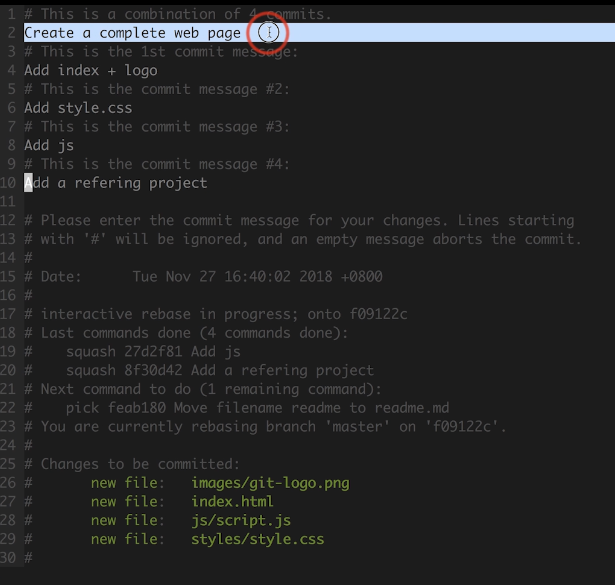 1 # This is a combination of 4 commits.
2 Create a complete web page
3 # This is the 1st commit message:
4 Add index + logo
5 # This is the commit message #2:
6 Add style.css
7 # This is the commit message #3:
8 Add js
9 # This is the commit message #4:
10 Add a refering project
11
12 # Please enter the commit message for your changes. Lines starting
13 # with '#' will be ignored, and an empty message aborts the commit.
14 #
15 # Date:      Tue Nov 27 16:40:02 2018 +0800
16 #
17 # interactive rebase in progress; onto f09122c
18 # Last commands done (4 commands done):
19 #    squash 27d2f81 Add js
20 #    squash 8f30d42 Add a refering project
21 # Next command to do (1 remaining command):
22 #    pick feab180 Move filename readme to readme.md
23 # You are currently rebasing branch 'master' on 'f09122c'.
24 #
25 # Changes to be committed:
26 #       new file:   images/git-logo.png
27 #       new file:   index.html
28 #       new file:   js/script.js
29 #       new file:   styles/style.css
30 #